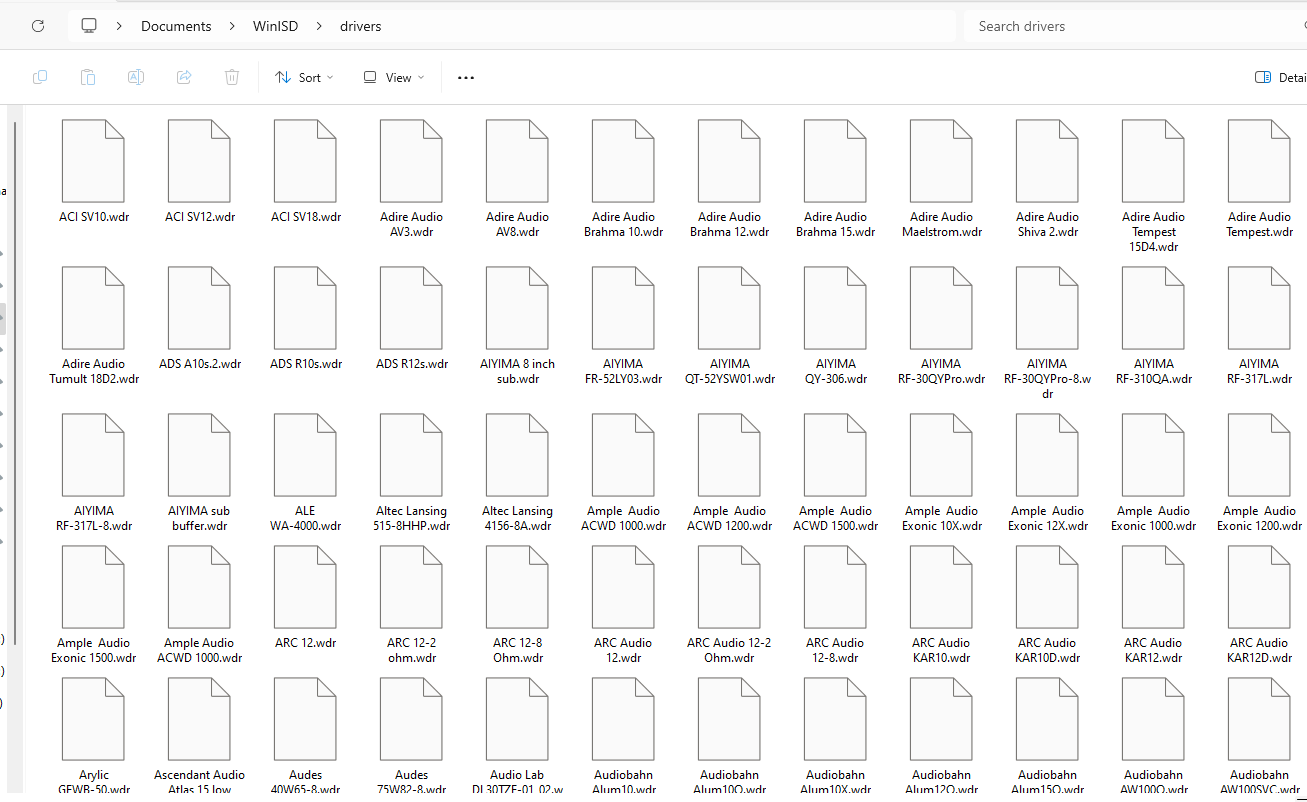 Documents > WinISD > drivers
Search drivers
Sort
View
Detai
ACI SV10.wdr
ACI SV12.wdr
ACI SV18.wdr
Adire Audio
AV3.wdr
Adire Audio
AV8.wdr
Adire Audio
Brahma 10.wdr
Adire Audio
Brahma 12.wdr
Adire Audio
Brahma 15.wdr
Adire Audio
Maelstrom.wdr
Adire Audio
Shiva 2.wdr
Adire Audio
Tempest
15D4.wdr
Adire Audio
Tempest.wdr
Adire Audio
Tumult 18D2.wdr
ADS A10s.2.wdr
ADS R10s.wdr
ADS R12s.wdr
AIYIMA 8 inch
sub.wdr
AIYIMA
FR-52LY03.wdr
AIYIMA
QT-52YSW01.wdr
AIYIMA
QY-306.wdr
AIYIMA
RF-30QYPro.wdr
AIYIMA
RF-30QYPro-8.w
dr
AIYIMA
RF-310QA.wdr
AIYIMA
RF-317L.wdr
AIYIMA
RF-317L-8.wdr
AIYIMA sub
buffer.wdr
ALE
WA-4000.wdr
Altec Lansing
515-8HHP.wdr
Altec Lansing
4156-8A.wdr
Ample  Audio
ACWD 1000.wdr
Ample  Audio
ACWD 1200.wdr
Ample  Audio
ACWD 1500.wdr
Ample  Audio
Exonic 10X.wdr
Ample  Audio
Exonic 12X.wdr
Ample  Audio
Exonic 1000.wdr
Ample  Audio
Exonic 1200.wdr
Ample  Audio
Exonic 1500.wdr
Ample Audio
ACWD 1000.wdr
ARC 12.wdr
ARC 12-2
ohm.wdr
ARC 12-8
Ohm.wdr
ARC Audio
12.wdr
ARC Audio 12-2
Ohm.wdr
ARC Audio
12-8.wdr
ARC Audio
KAR10.wdr
ARC Audio
KAR10D.wdr
ARC Audio
KAR12.wdr
ARC Audio
KAR12D.wdr
Arylic
GFWB-50.wdr
Ascendant Audio
Atlas 15 low
Audes
40W65-8.wdr
Audes
75W82-8.wdr
Audio Lab
DL30TZE-01_02.w
Audiobahn
Alum10.wdr
Audiobahn
Alum10Q.wdr
Audiobahn
Alum10X.wdr
Audiobahn
Alum12Q.wdr
Audiobahn
Alum15Q.wdr
Audiobahn
AW100Q.wdr
Audiobahn
AW100SVC.wdr